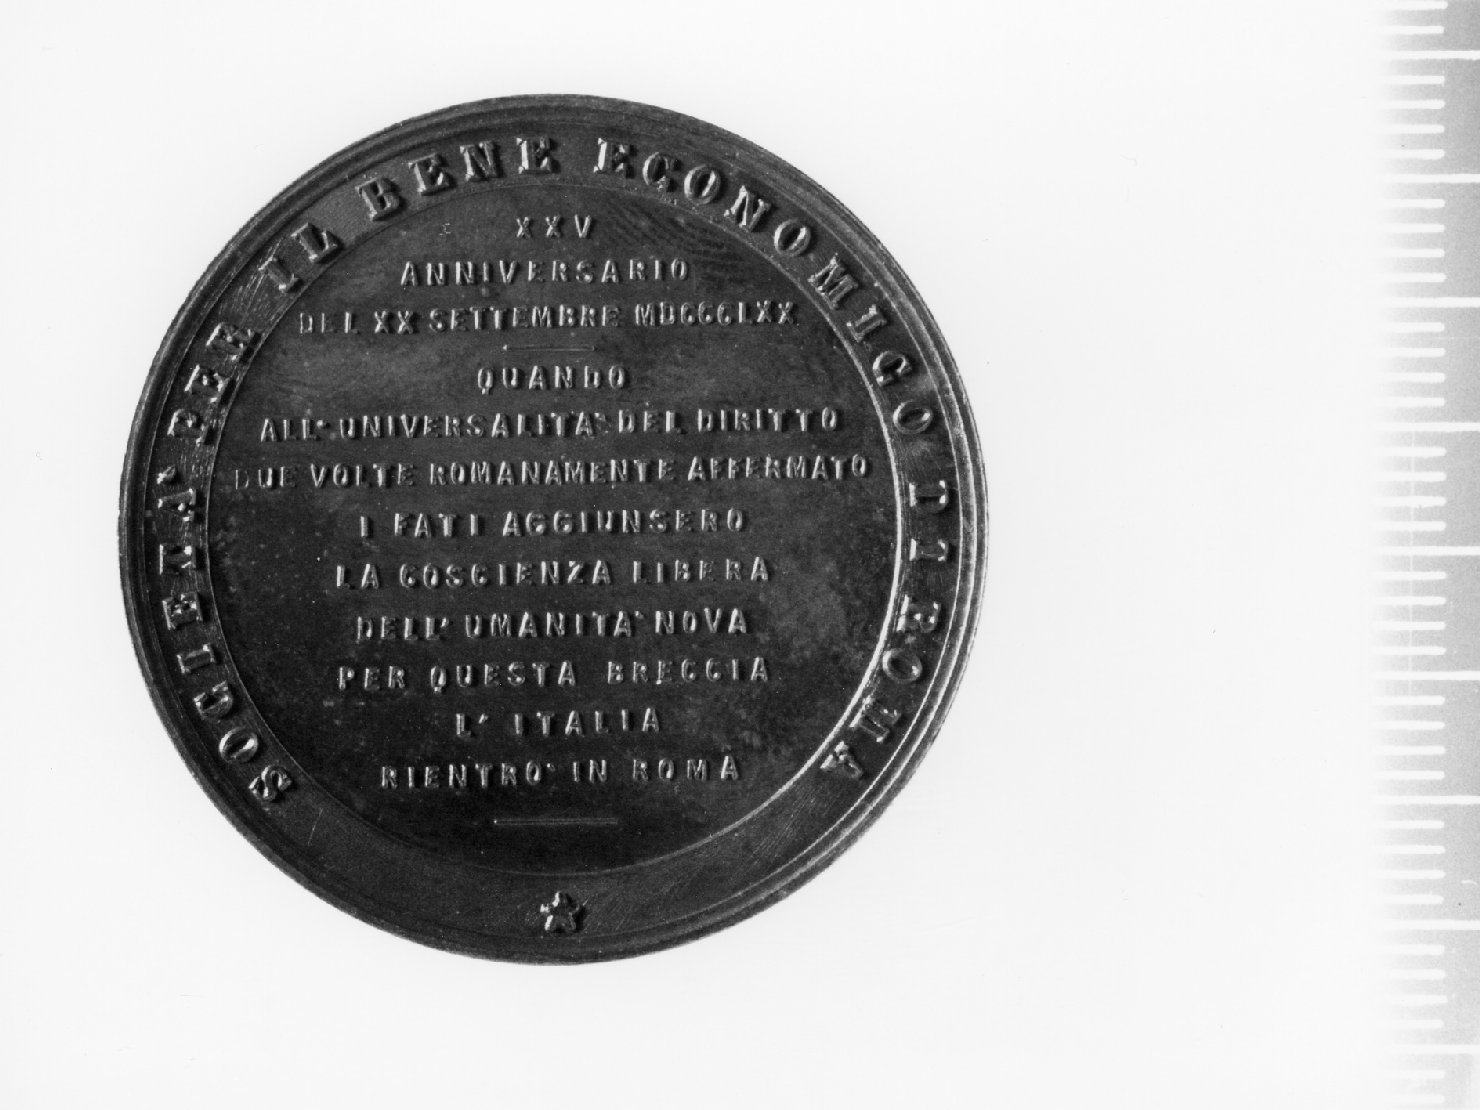 SOCIETA' PER IL BENE ECONOMICO DI ROMA
XXV
ANNIVERSARIO
DEL XX SETTEMBRE MDCCCLXX
QUANDO
ALL' UNIVERSALITA' DEL DIRITTO
DUE VOLTE ROMANAMENTE AFFERMATO
I FATI AGGIUNSERO
LA COSCIENZA LIBERA
DELL' UMANITA' NOVA
PER QUESTA BRECCIA
L' ITALIA
RIENTRO' IN ROMA